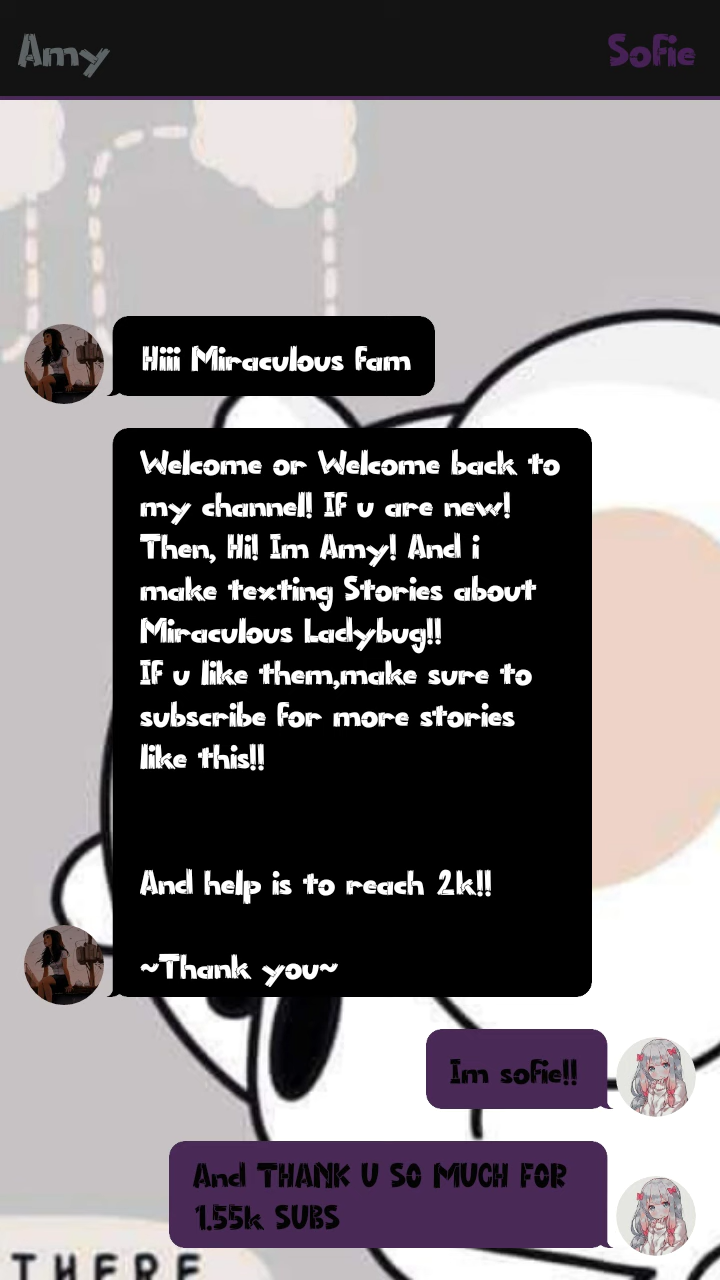 Amy
Sofie
Hiii Miraculous Fam
Welcome or Welcome back to
my channel! If u are new!
Then, Hi! Im Amy! And i
make texting Stories about
Miraculous Ladybug!!
If u like them,make sure to
subscribe for more stories
like this!!
And help is to reach 2k!!
~Thank you~
Im sofie!!
And THANK U SO MUCH FOR
1.55k SUBS
THERE